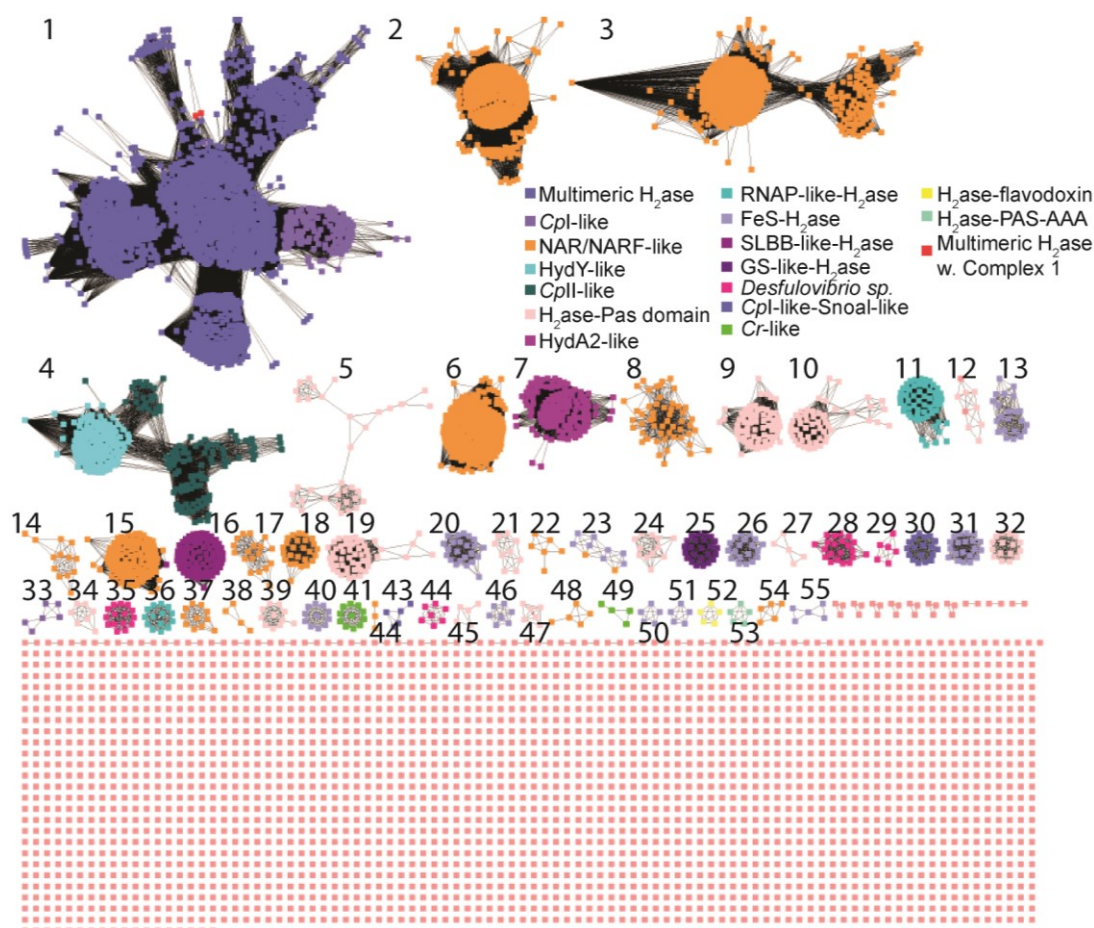 1 2 3
Multimeric H2ase
CpI-like
NAR/NARF-like
HydY-like
CpII-like
H2ase-Pas domain
HydA2-like
RNAP-like-H2ase
FeS-H2ase
SLBB-like-H2ase
GS-like-H2ase
Desfulovibrio sp.
CpI-like-Snoal-like
Cr-like
H2ase-flavodoxin
H2ase-PAS-AAA
Multimeric H2ase
w. Complex 1
4 5 6 7 8 9 10 11 12 13
14 15 16 17 18 19 20 21 22 23 24 25 26 27 28 29 30 31 32
33 34 35 36 37 38 39 40 41 43 44 46 48 49 51 52 54 55
44 45 47 50 53